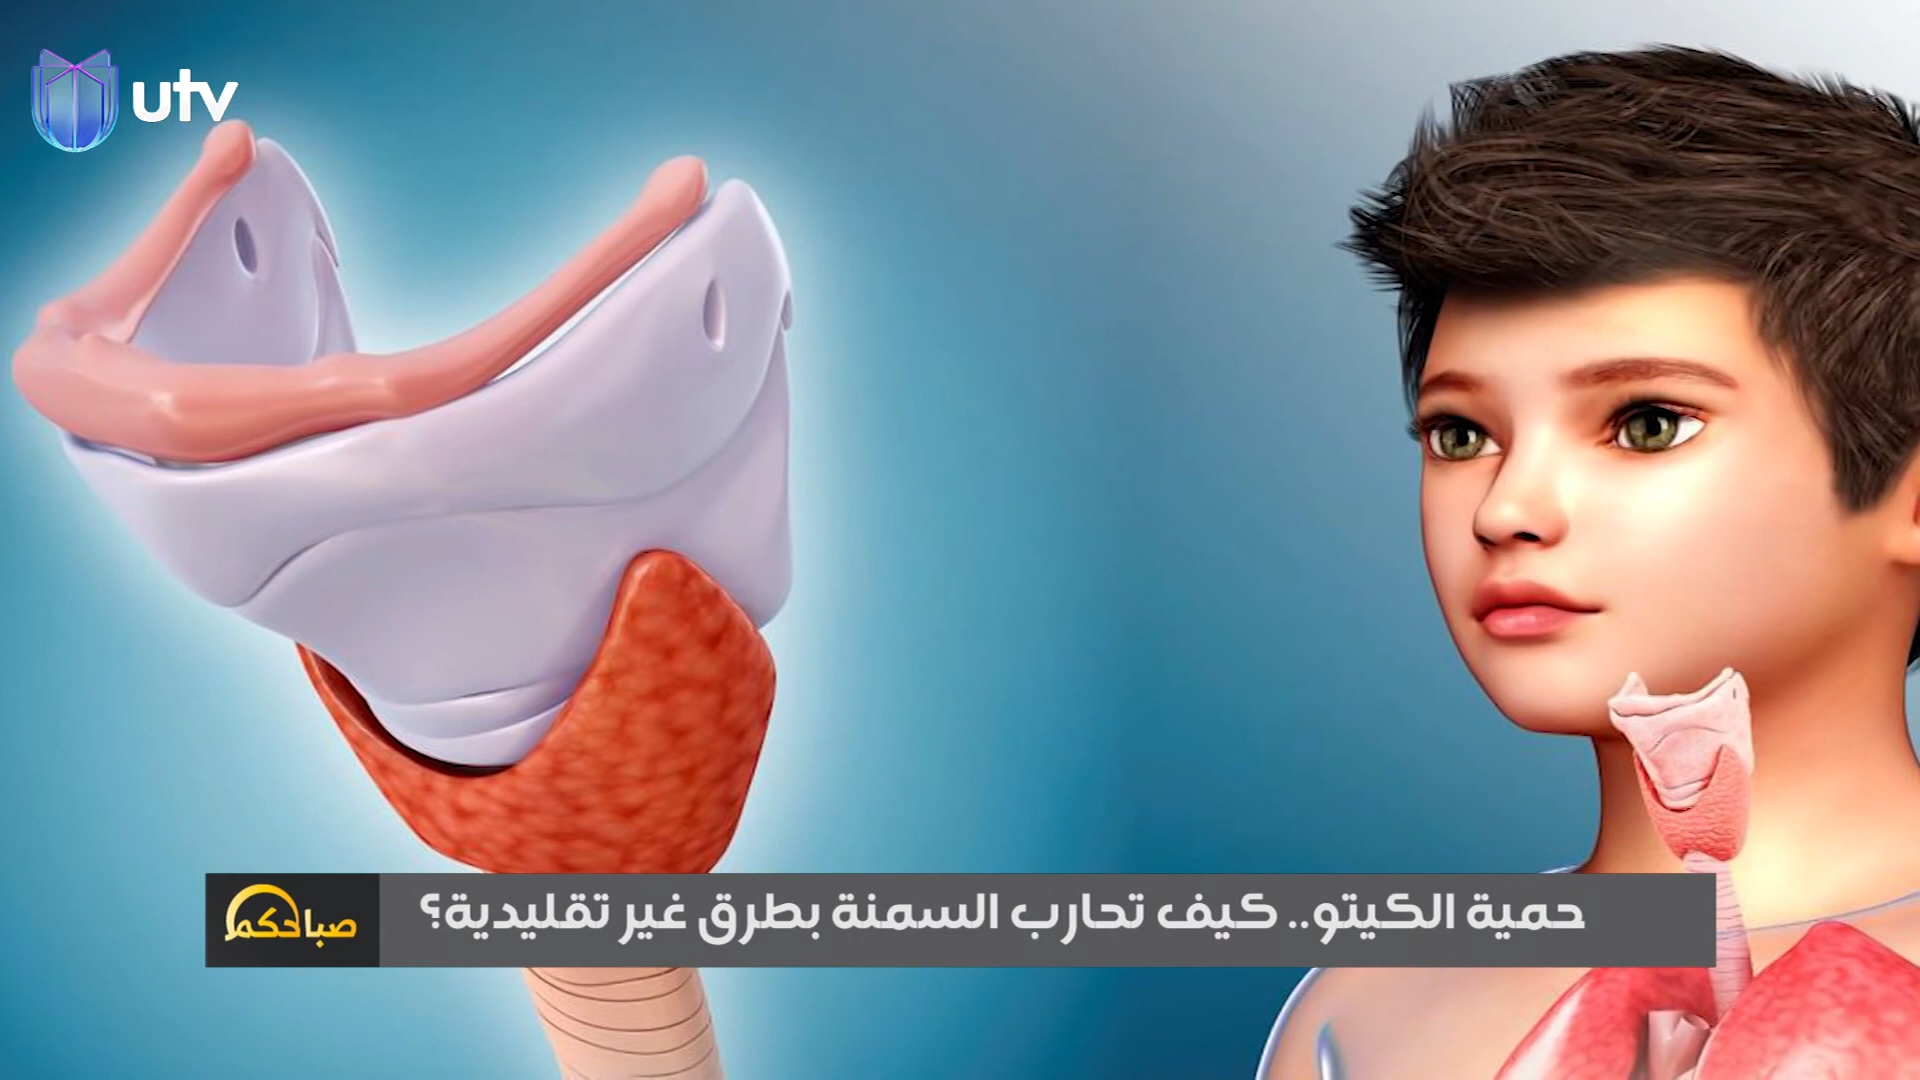 utv
حمية الكيتو.. كيف تحارب السمنة بطرق غير تقليدية؟
صباحكم